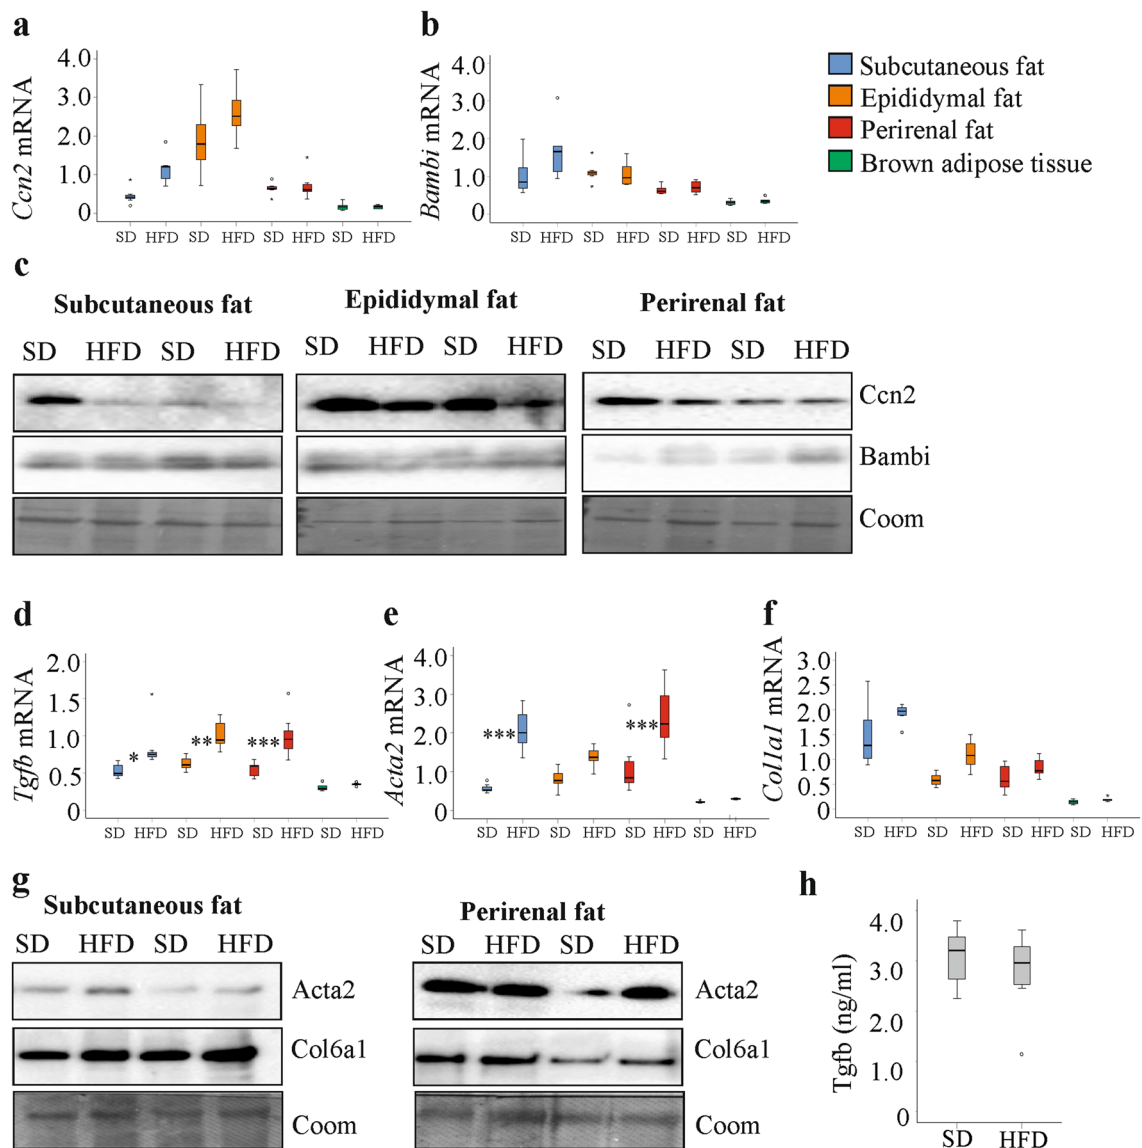 a
b
Ccn2 mRNA
4.0
3.0
2.0
1.0
0
SD HFD SD HFD SD HFD SD HFD
Bambi mRNA
4.0
3.0
2.0
1.0
0
SD HFD SD HFD SD HFD SD HFD
Subcutaneous fat
Epididymal fat
Perirenal fat
Brown adipose tissue
c
Subcutaneous fat
Epididymal fat
Perirenal fat
SD HFD SD HFD
SD HFD SD HFD
SD HFD SD HFD
Ccn2
Bambi
Coom
d
e
f
Tgfb mRNA
2.0
1.5
1.0
0.5
0
* ** ***
SD HFD SD HFD SD HFD SD HFD
Acta2 mRNA
4.0
3.0
2.0
1.0
0
*** ***
SD HFD SD HFD SD HFD SD HFD
Col1a1 mRNA
3.0
2.5
2.0
1.5
1.0
0.5
0
SD HFD SD HFD SD HFD SD HFD
g
Subcutaneous fat
SD HFD SD HFD
Acta2
Col6a1
Coom
Perirenal fat
SD HFD SD HFD
Acta2
Col6a1
Coom
h
Tgfb (ng/ml)
4.0
3.0
2.0
1.0
0
SD HFD